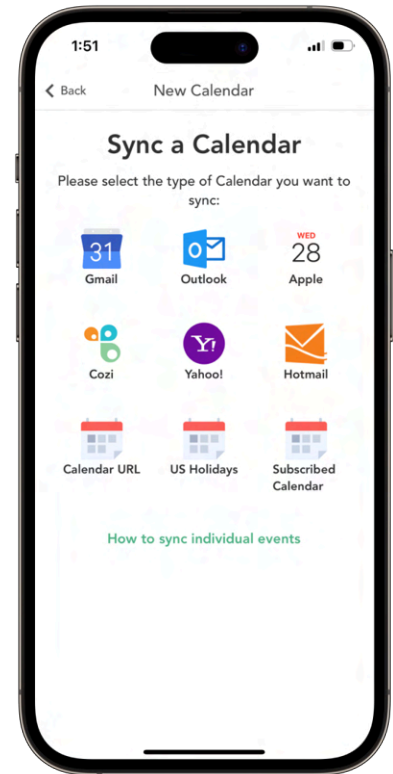 1:51
Back New Calendar
Sync a Calendar
Please select the type of Calendar you want to
sync:
31 WED 28
Gmail Outlook Apple
Y!
Cozi Yahoo! Hotmail
Calendar URL US Holidays Subscribed
Calendar
How to sync individual events